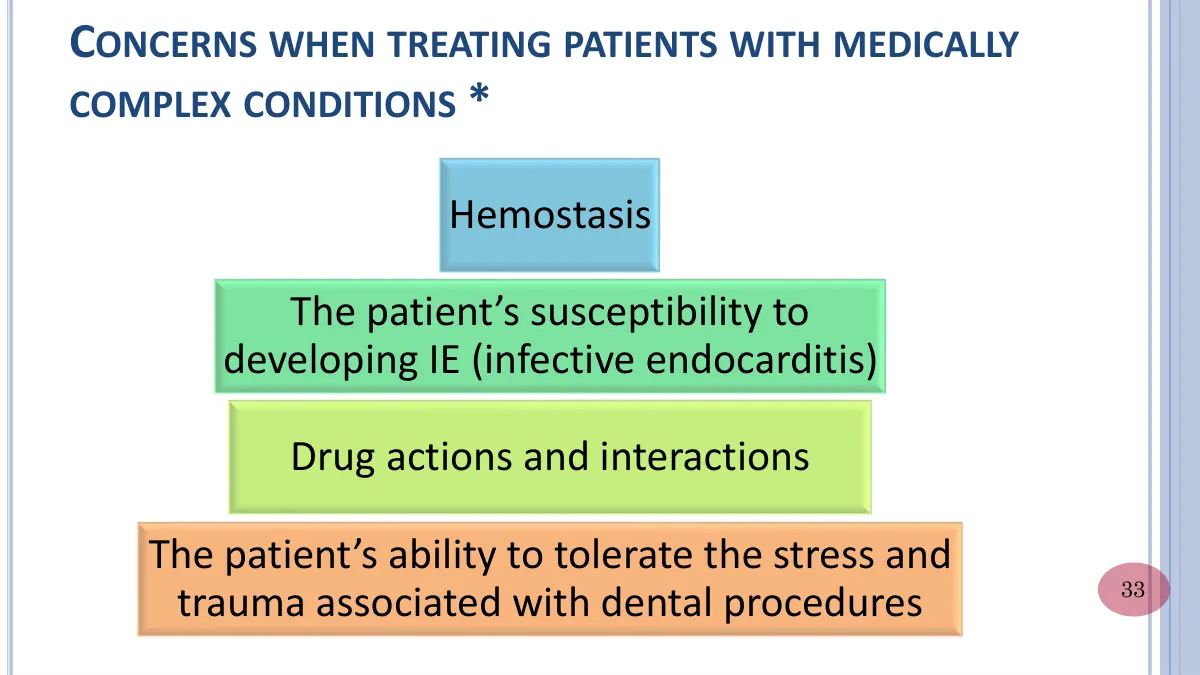 CONCERNS WHEN TREATING PATIENTS WITH MEDICALLY
COMPLEX CONDITIONS *
Hemostasis
The patient’s susceptibility to
developing IE (infective endocarditis)
Drug actions and interactions
The patient’s ability to tolerate the stress and
trauma associated with dental procedures
33